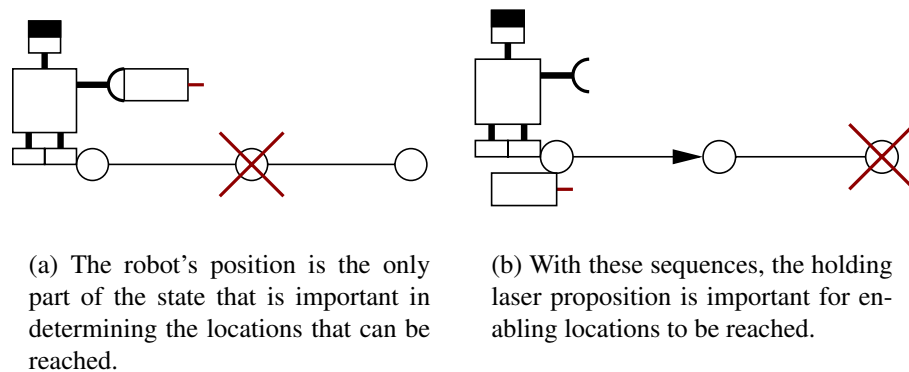 (a) The robot's position is the only
part of the state that is important in
determining the locations that can be
reached.
(b) With these sequences, the holding
laser proposition is important for en-
abling locations to be reached.